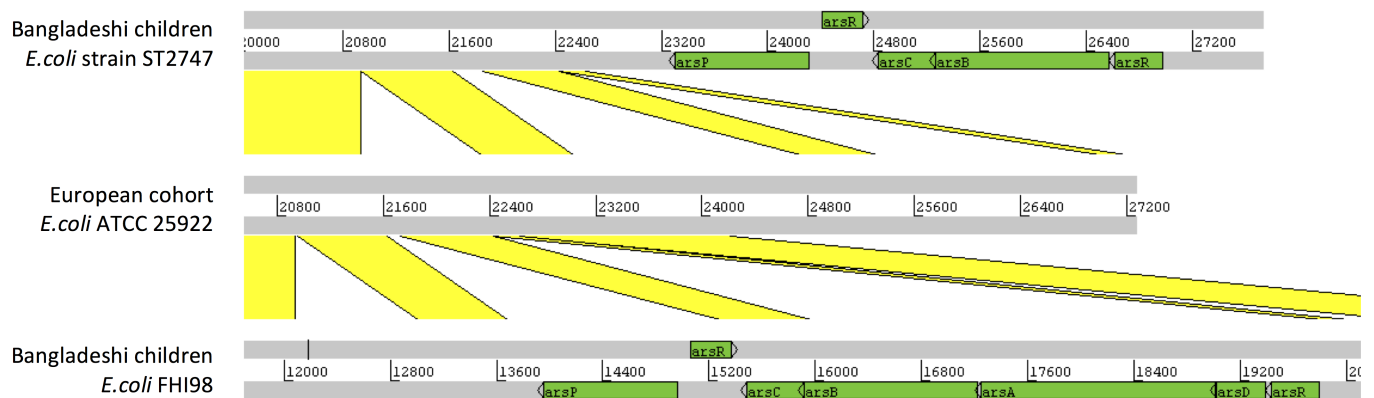 Bangladeshi children
E.coli strain ST2747
arsR
20000 20800 21600 22400 23200 24000 24800 25600 26400 27200
arsP arsC arsB arsR
European cohort
E.coli ATCC 25922
20800 21600 22400 23200 24000 24800 25600 26400 27200
Bangladeshi children
E.coli FHI98
arsR
12000 12800 13600 14400 15200 16000 16800 17600 18400 19200
arsP arsC arsB arsA arsD arsR